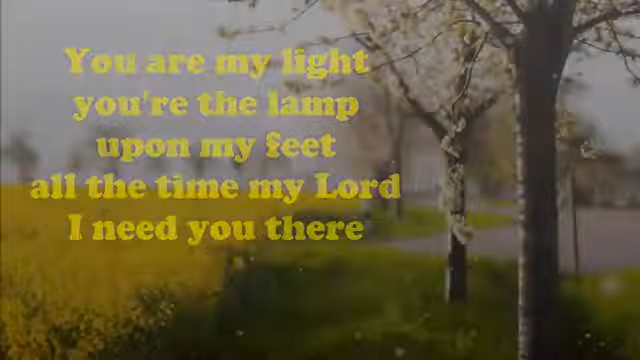 You are my light
you're the lamp
upon my feet
all the time my Lord
I need you there